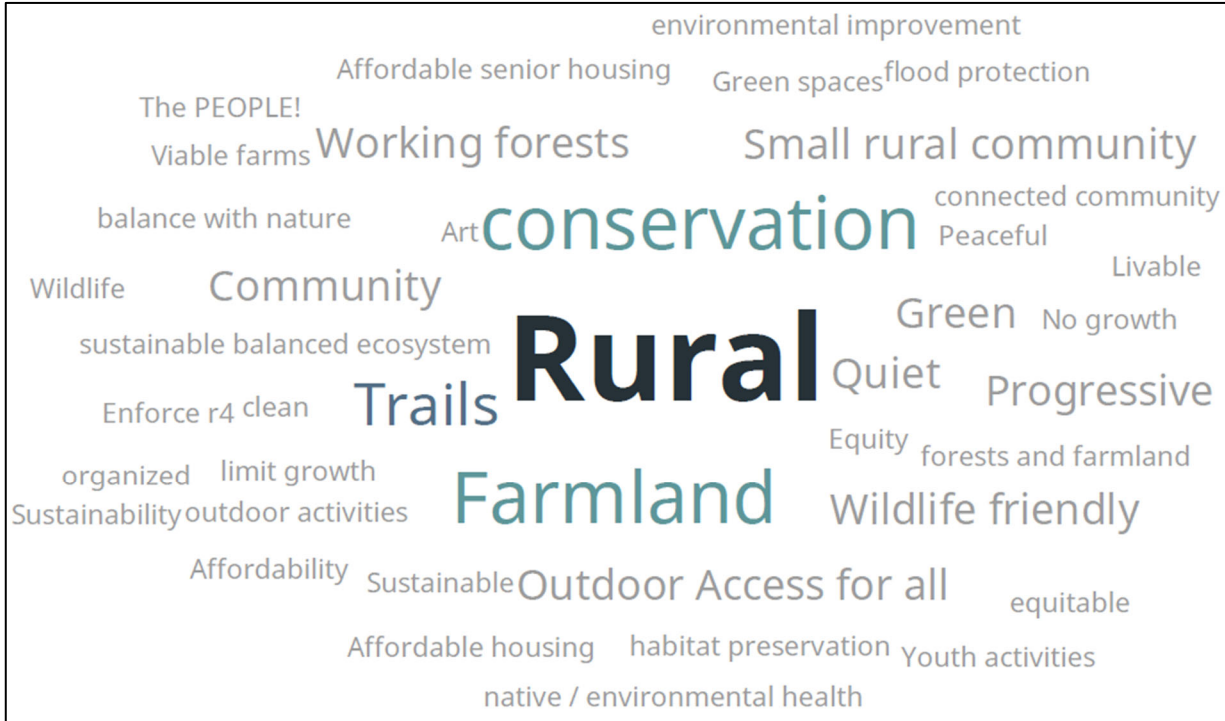 environmental improvement
Affordable senior housing
Green spaces
flood protection
The PEOPLE!
Viable farms
Working forests
Small rural community
balance with nature
Art
conservation
connected community
Peaceful
Livable
Wildlife
Community
Green
No growth
sustainable balanced ecosystem
Rural
Quiet
Progressive
Trails
Enforce r4
clean
Equity
forests and farmland
organized
limit growth
Farmland
Wildlife friendly
Sustainability
outdoor activities
Affordability
Sustainable
Outdoor Access for all
equitable
Affordable housing
habitat preservation
Youth activities
native / environmental health